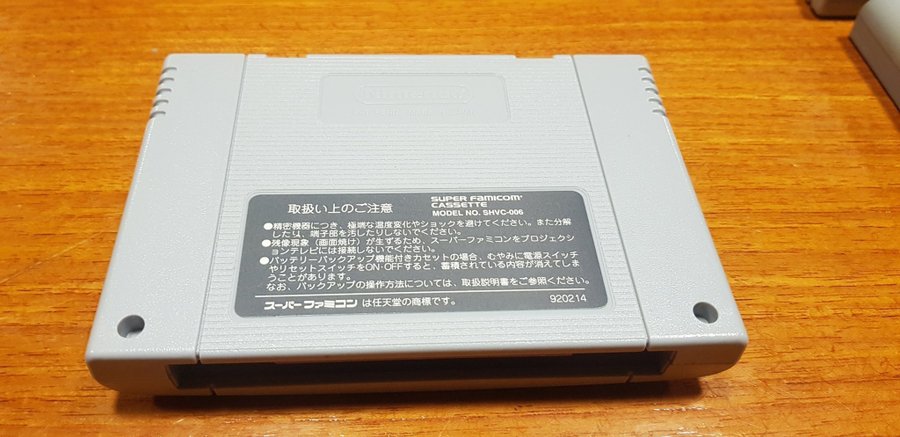 Nintendo
取扱い上のご注意
SUPER FAMICOM
CASSETTE
MODEL NO. SHVC-006
●精密機器につき、極端な温度変化やショックを避けてください。また分解
したり、端子部を汚したりしないでください。
●残像現象（画面焼け）が生ずるため、スーパーファミコンをプロジェクショ
ンテレビには接続しないでください。
●バッテリーバックアップ機能付きカセットの場合、むやみに電源スイッチ
やリセットスイッチをON・OFFすると、蓄積されている内容が消えてしま
うことがあります。
なお、バックアップの操作方法については、取扱説明書をご参照ください。
スーパーファミコン は任天堂の商標です。
920214